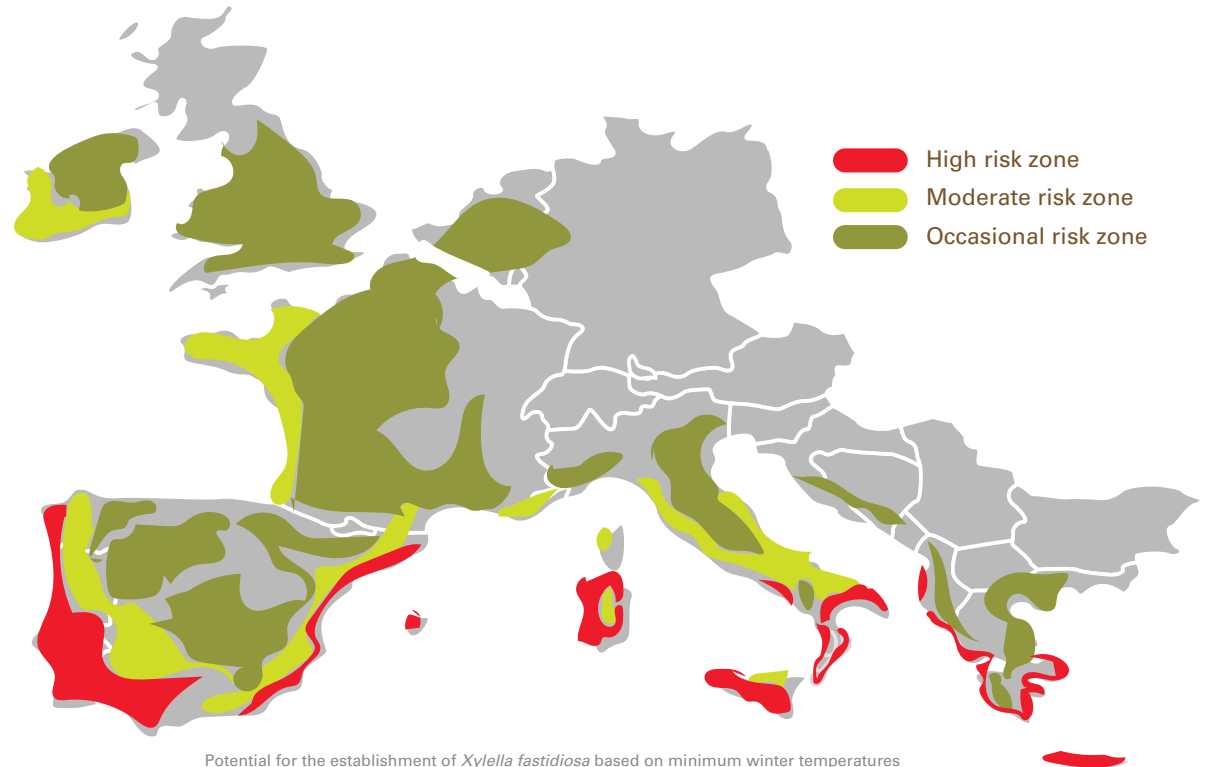 High risk zone
Moderate risk zone
Occasional risk zone
Potential for the establishment of Xylella fastidiosa based on minimum winter temperatures